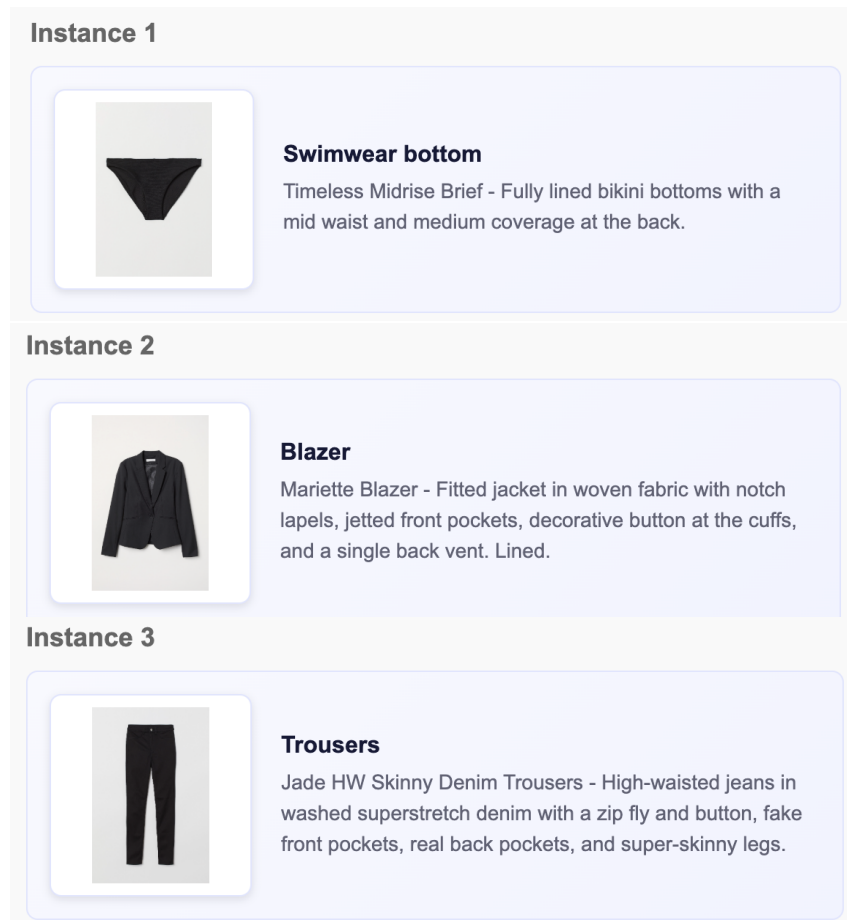 Instance 1
Swimwear bottom
Timeless Midrise Brief - Fully lined bikini bottoms with a
mid waist and medium coverage at the back.
Instance 2
Blazer
Mariette Blazer - Fitted jacket in woven fabric with notch
lapels, jetted front pockets, decorative button at the cuffs,
and a single back vent. Lined.
Instance 3
Trousers
Jade HW Skinny Denim Trousers - High-waisted jeans in
washed superstretch denim with a zip fly and button, fake
front pockets, real back pockets, and super-skinny legs.